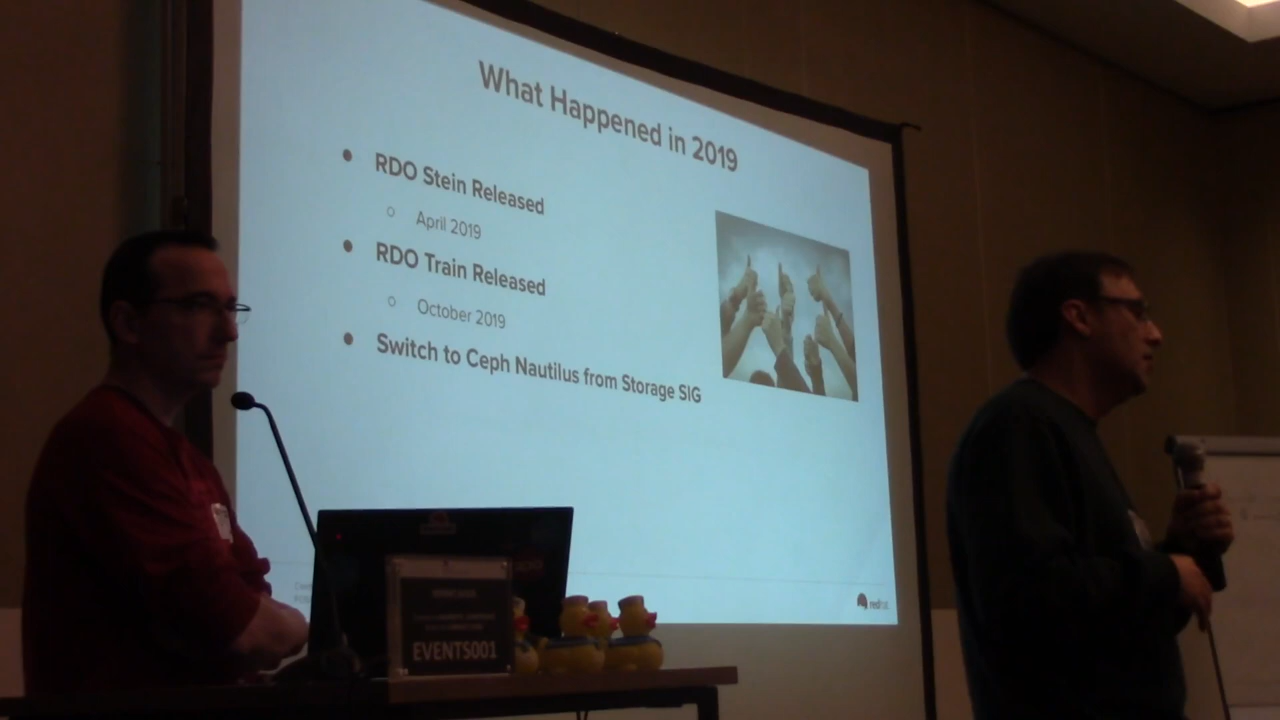 What Happened in 2019
RDO Stein Released
April 2019
RDO Train Released
October 2019
Switch to Ceph Nautilus from Storage SIG
redhat
EVENTS001